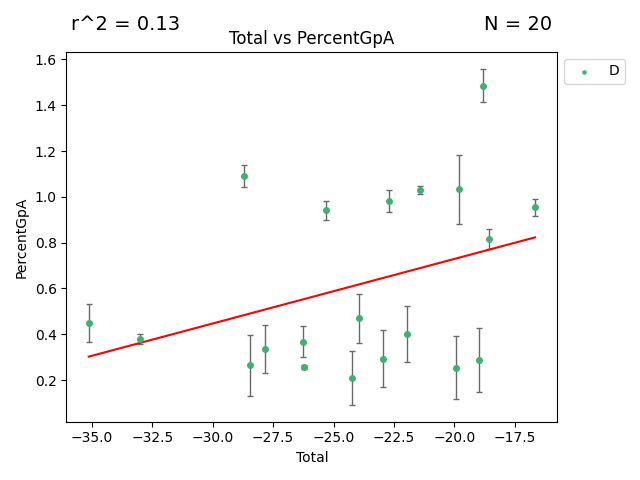 r^2 = 0.13
N = 20
Total vs PercentGpA
D
PercentGpA
1.6
1.4
1.2
1.0
0.8
0.6
0.4
0.2
−35.0
−32.5
−30.0
−27.5
−25.0
−22.5
−20.0
−17.5
Total